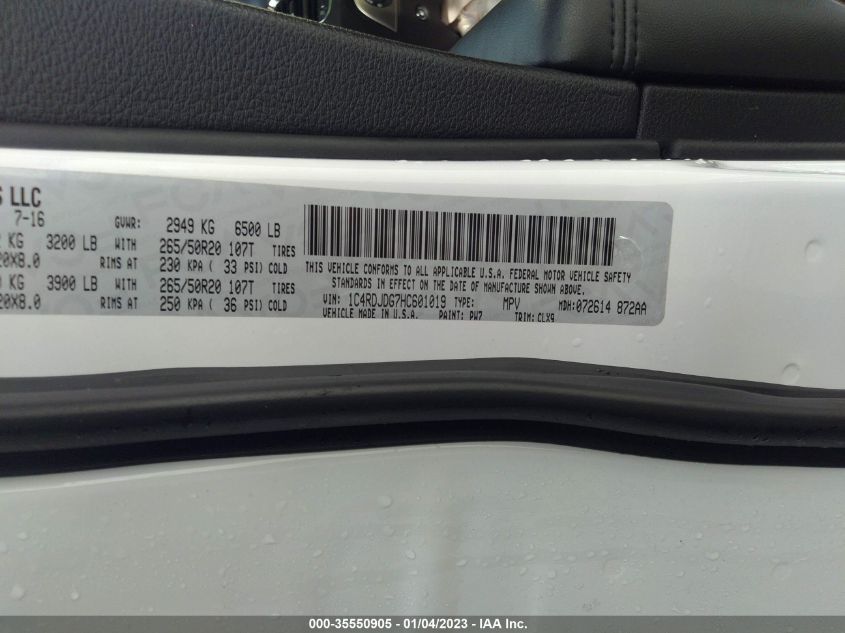 S LLC
7-16 GVWR: 2949 KG 6500 LB
KG 3200 LB WITH 265/50R20 107T TIRES
20X8.0 RIMS AT 230 KPA ( 33 PSI) COLD
KG 3900 LB WITH 265/50R20 107T TIRES
20X8.0 RIMS AT 250 KPA ( 36 PSI) COLD
THIS VEHICLE CONFORMS TO ALL APPLICABLE U.S.A. FEDERAL MOTOR VEHICLE SAFETY
STANDARDS IN EFFECT ON THE DATE OF MANUFACTURE SHOWN ABOVE.
VIN: 1C4RDJDG7HC601019 TYPE: MPV MDH:072614 872AA
VEHICLE MADE IN U.S.A. PAINT: PW7 TRIM: CLX9
000-35550905 - 01/04/2023 - IAA Inc.